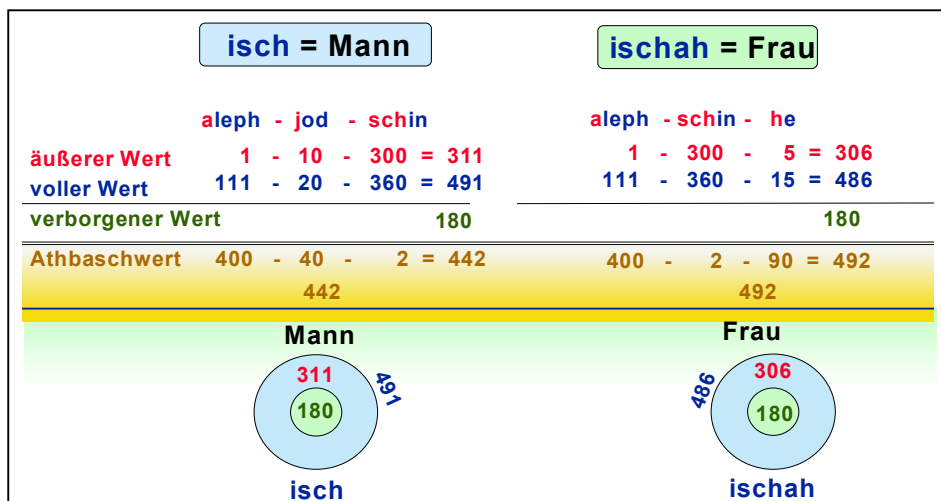 isch = Mann ischah = Frau
aleph - jod - schin aleph - schin - he
äußerer Wert 1 - 10 - 300 = 311 1 - 300 - 5 = 306
voller Wert 111 - 20 - 360 = 491 111 - 360 - 15 = 486
verborgener Wert 180 180
Athbaschwert 400 - 40 - 2 = 442 400 - 2 - 90 = 492
442 492
Mann Frau
311 491 486 306
180 180
isch ischah